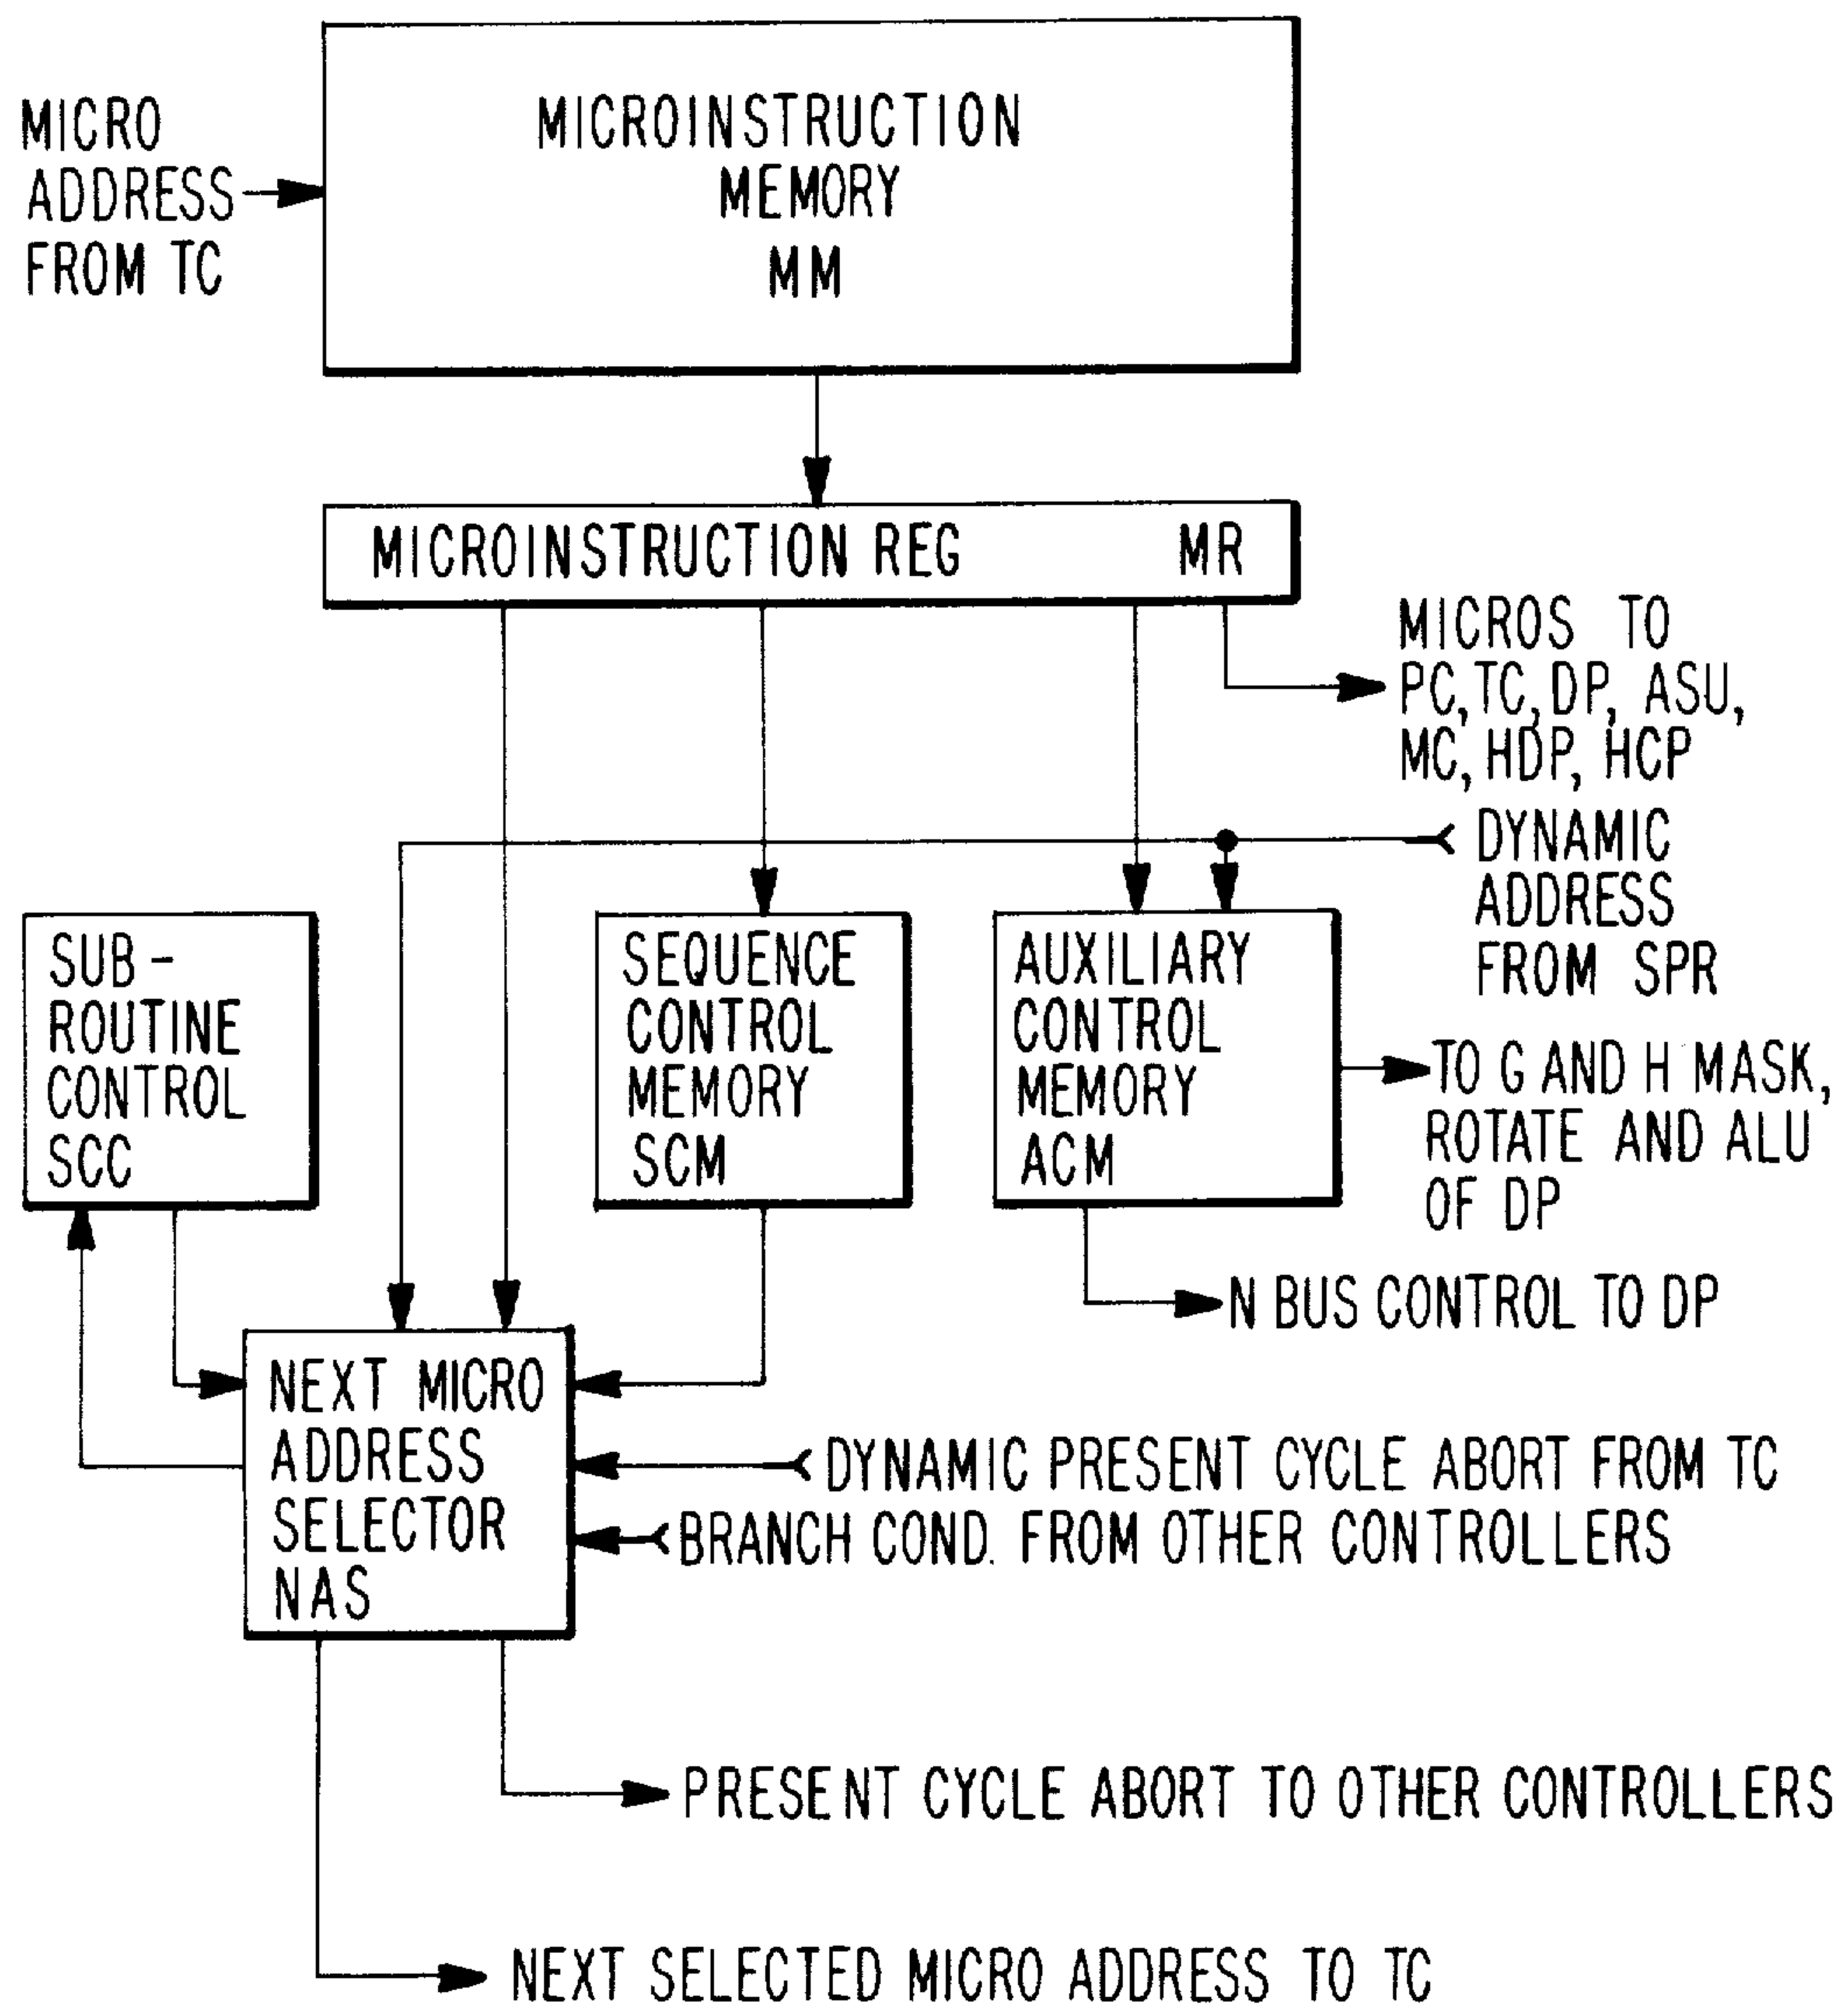 MICRO
ADDRESS
FROM TC
MICROINSTRUCTION
MEMORY
MM
MICROINSTRUCTION REG MR
MICROS TO
PC, TC, DP, ASU,
MC, HDP, HCP
DYNAMIC
ADDRESS
FROM SPR
SUB-
ROUTINE
CONTROL
SCC
SEQUENCE
CONTROL
MEMORY
SCM
AUXILIARY
CONTROL
MEMORY
ACM
TO G AND H MASK,
ROTATE AND ALU
OF DP
N BUS CONTROL TO DP
NEXT MICRO
ADDRESS
SELECTOR
NAS
DYNAMIC PRESENT CYCLE ABORT FROM TC
BRANCH COND. FROM OTHER CONTROLLERS
PRESENT CYCLE ABORT TO OTHER CONTROLLERS
NEXT SELECTED MICRO ADDRESS TO TC